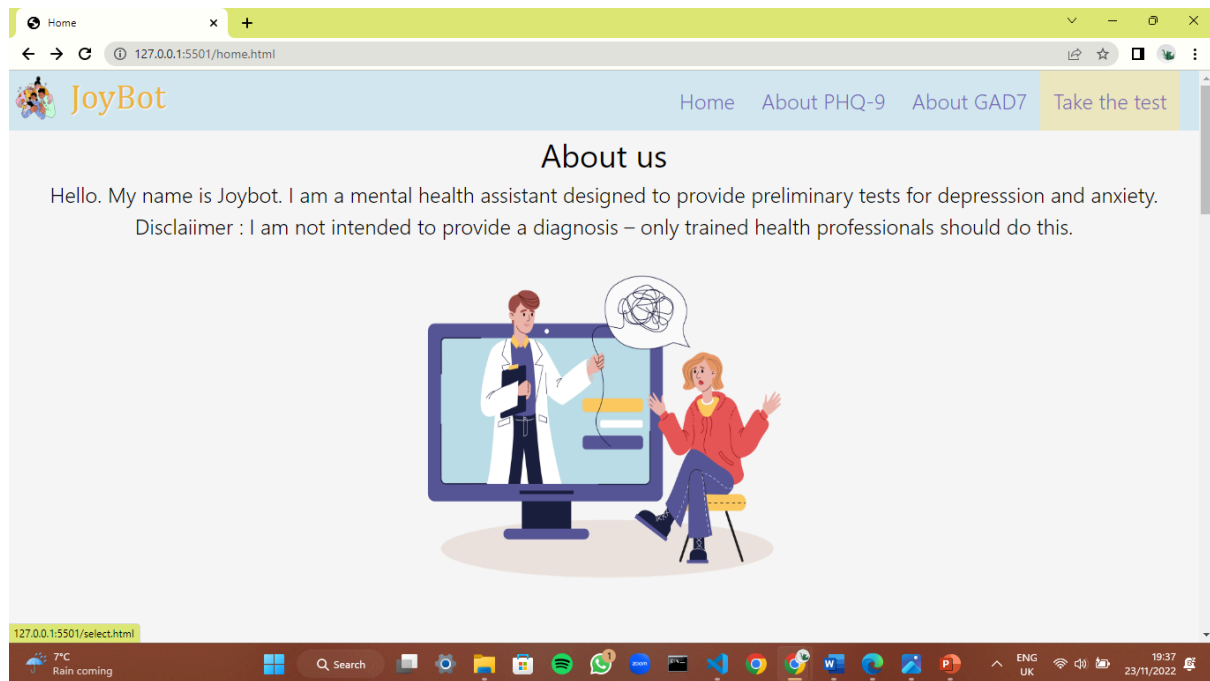 Home
127.0.0.1:5501/home.html
JoyBot
Home About PHQ-9 About GAD7 Take the test
About us
Hello. My name is Joybot. I am a mental health assistant designed to provide preliminary tests for depresssion and anxiety.
Disclaiimer : I am not intended to provide a diagnosis – only trained health professionals should do this.
127.0.0.1:5501/select.html
7°C
Rain coming
Search
1
zoom
ENG
UK
19:37
23/11/2022